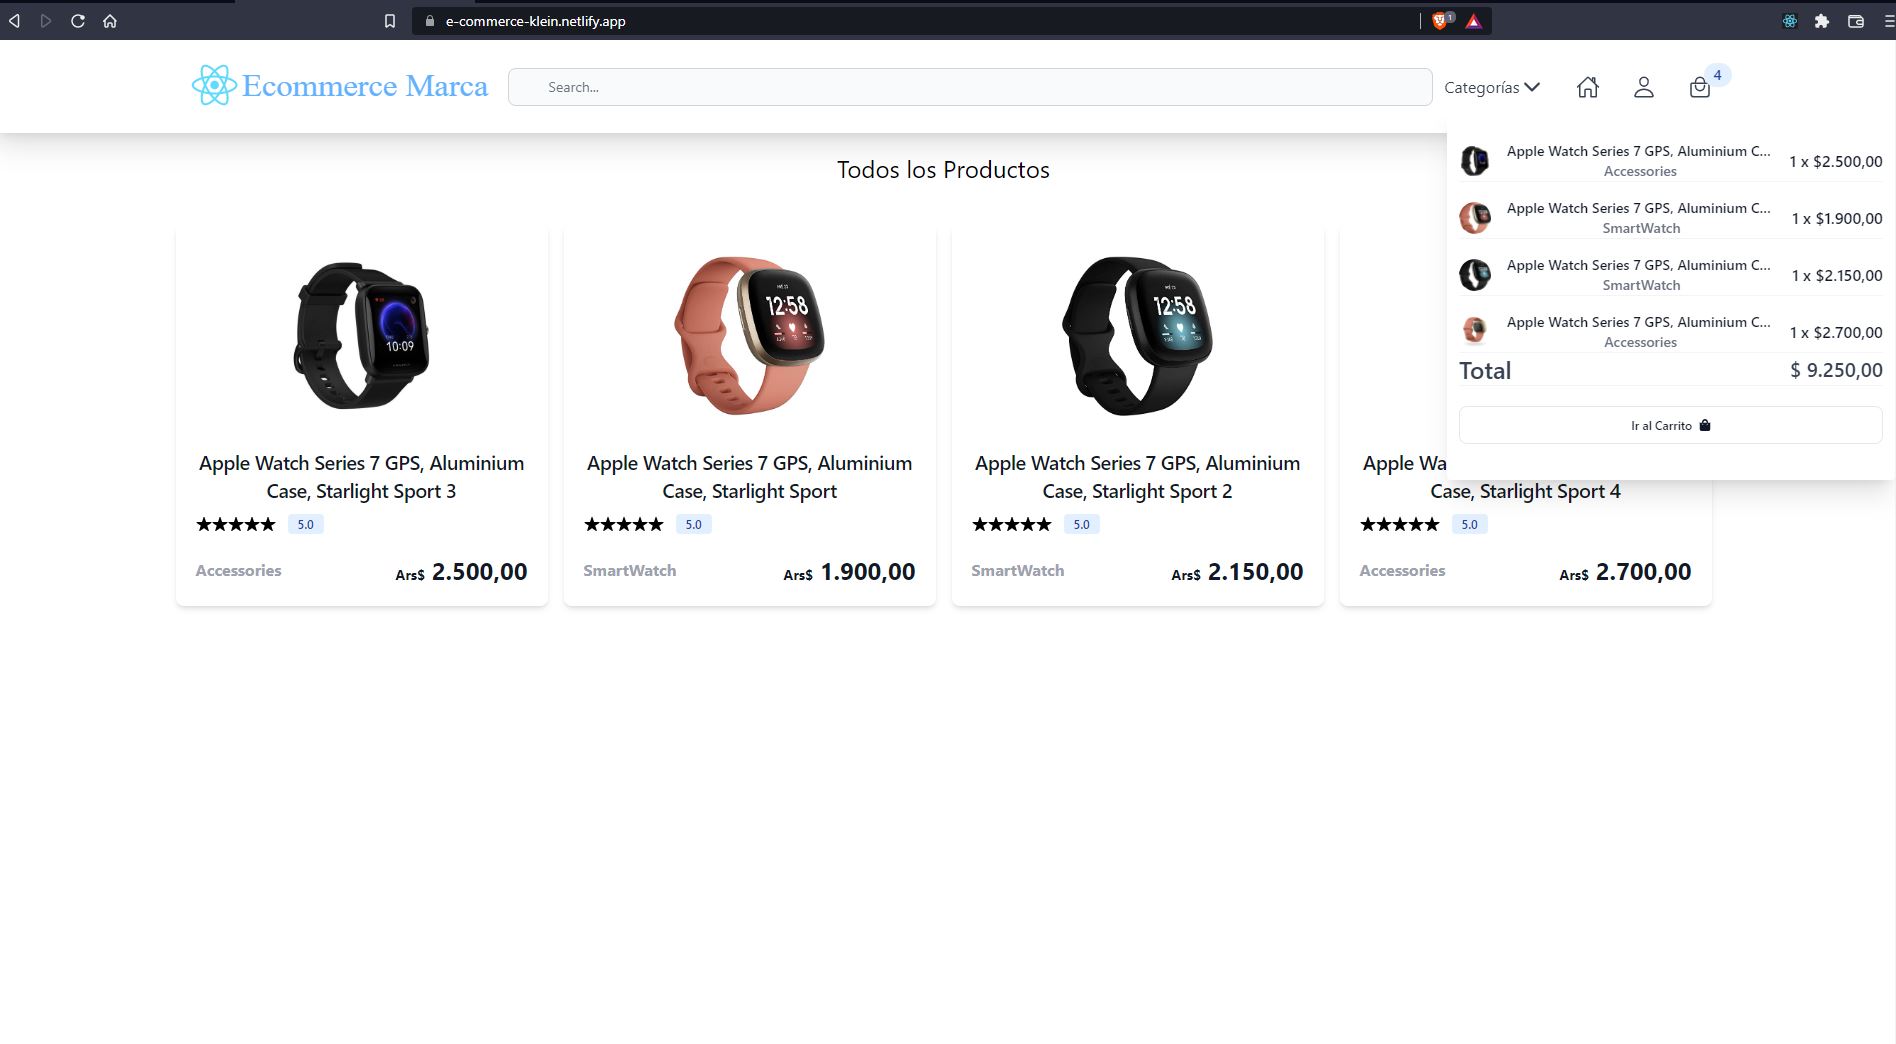 e-commerce-klein.netlify.app
1
Ecommerce Marca
Search...
Categorías
4
Todos los Productos
Apple Watch Series 7 GPS, Aluminium C...
Accessories
1 x $2.500,00
Apple Watch Series 7 GPS, Aluminium C...
SmartWatch
1 x $1.900,00
Apple Watch Series 7 GPS, Aluminium C...
SmartWatch
1 x $2.150,00
Apple Watch Series 7 GPS, Aluminium C...
Accessories
1 x $2.700,00
Total
$ 9.250,00
Ir al Carrito
10:09
Apple Watch Series 7 GPS, Aluminium
Case, Starlight Sport 3
5.0
Accessories
Ars$ 2.500,00
12:58
Apple Watch Series 7 GPS, Aluminium
Case, Starlight Sport
5.0
SmartWatch
Ars$ 1.900,00
12:58
Apple Watch Series 7 GPS, Aluminium
Case, Starlight Sport 2
5.0
SmartWatch
Ars$ 2.150,00
Apple Wa
Case, Starlight Sport 4
5.0
Accessories
Ars$ 2.700,00